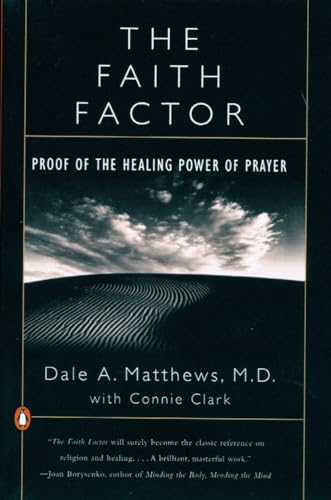 THE
FAITH
FACTOR
PROOF OF THE HEALING POWER OF PRAYER
Dale A. Matthews, M.D.
with Connie Clark
"The Faith Factor will surely become the classic reference on
religion and healing. . . . A brilliant, masterful work."
—Joan Borysenko, author of Minding the Body, Mending the Mind